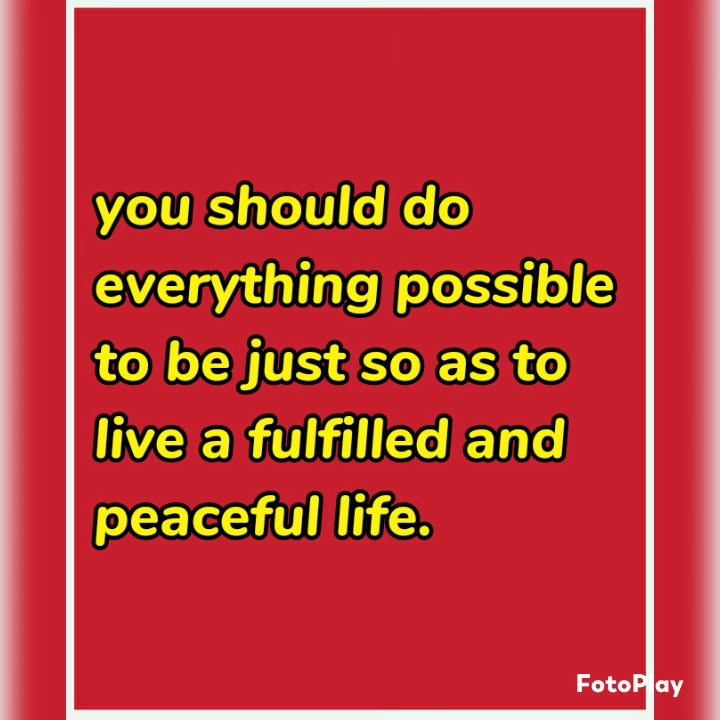 you should do
everything possible
to be just so as to
live a fulfilled and
peaceful life.
FotoPlay